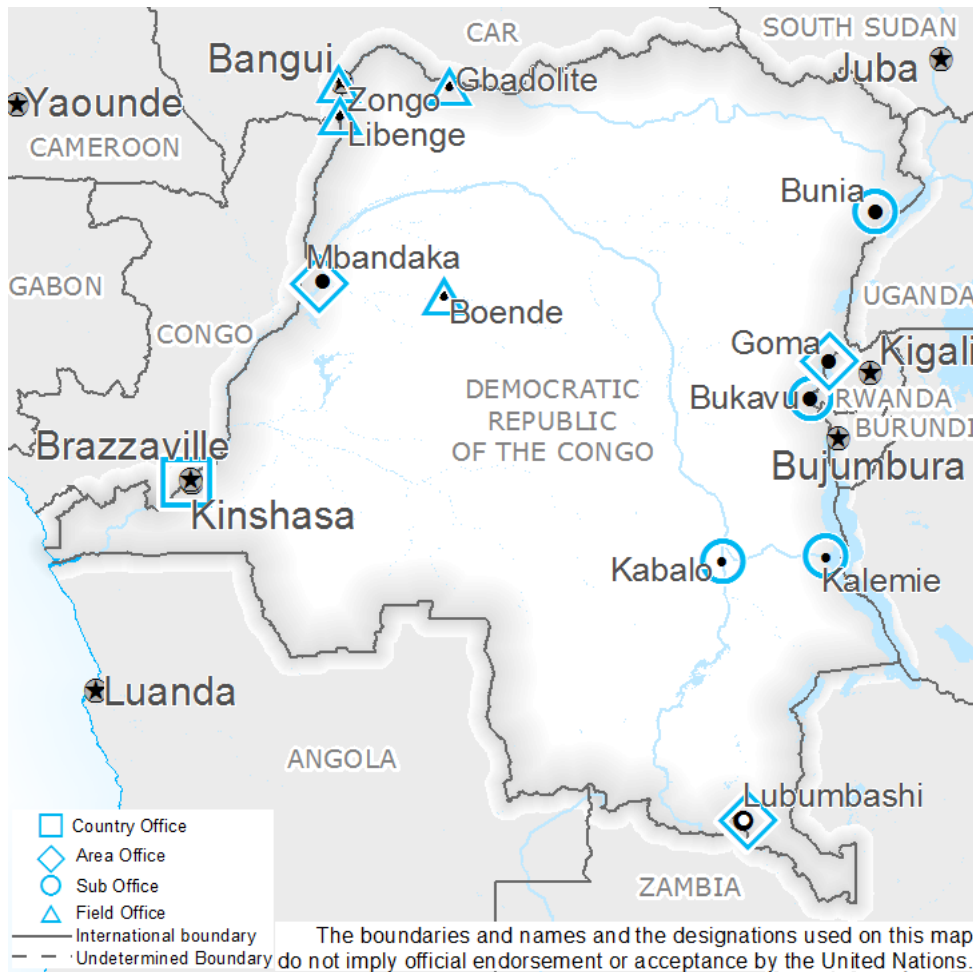 CAR
SOUTH SUDAN
Bangui
Juba
Gbadolite
Yaounde
Zongo
Libenge
CAMEROON
Bunia
Mbandaka
GABON
UGANDA
Boende
CONGO
Goma
Kigali
DEMOCRATIC
REPUBLIC
OF THE CONGO
Bukavu
RWANDA
BURUNDI
Brazzaville
Bujumbura
Kinshasa
Kabalo
Kalemie
Luanda
ANGOLA
Lubumbashi
ZAMBIA
Country Office
Area Office
Sub Office
Field Office
International boundary
Undetermined Boundary
The boundaries and names and the designations used on this map
do not imply official endorsement or acceptance by the United Nations.